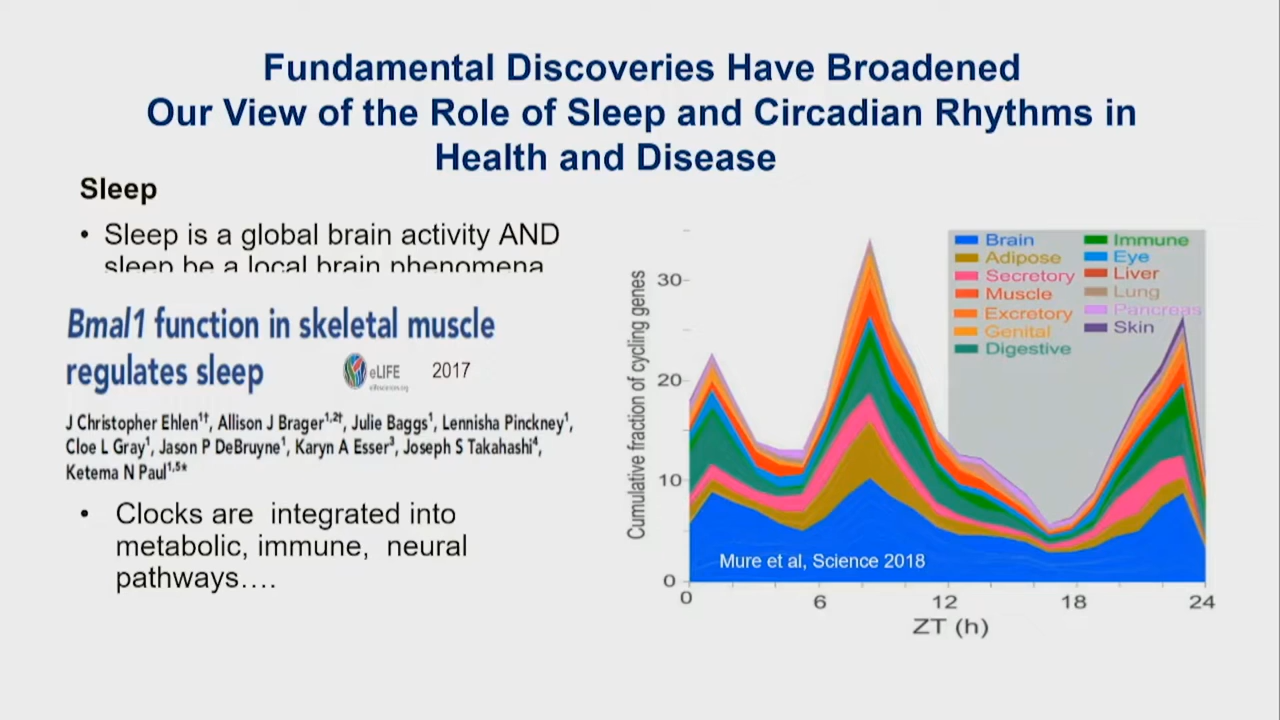 Fundamental Discoveries Have Broadened
Our View of the Role of Sleep and Circadian Rhythms in
Health and Disease
Sleep
• Sleep is a global brain activity AND
sleep be a local brain phenomena
Bmal1 function in skeletal muscle
regulates sleep
eLIFE 2017
J Christopher Ehlen1†, Allison J Brager1,2†, Julie Baggs1, Lennisha Pinckney1,
Cloe L Gray1, Jason P DeBruyne1, Karyn A Esser3, Joseph S Takahashi4,
Ketema N Paul1,5*
• Clocks are integrated into
metabolic, immune, neural
pathways….
Cumulative fraction of cycling genes
30
20
10
0
Brain
Adipose
Secretory
Muscle
Excretory
Genital
Digestive
Immune
Eye
Liver
Lung
Pancreas
Skin
Mure et al, Science 2018
0 6 12 18 24
ZT (h)